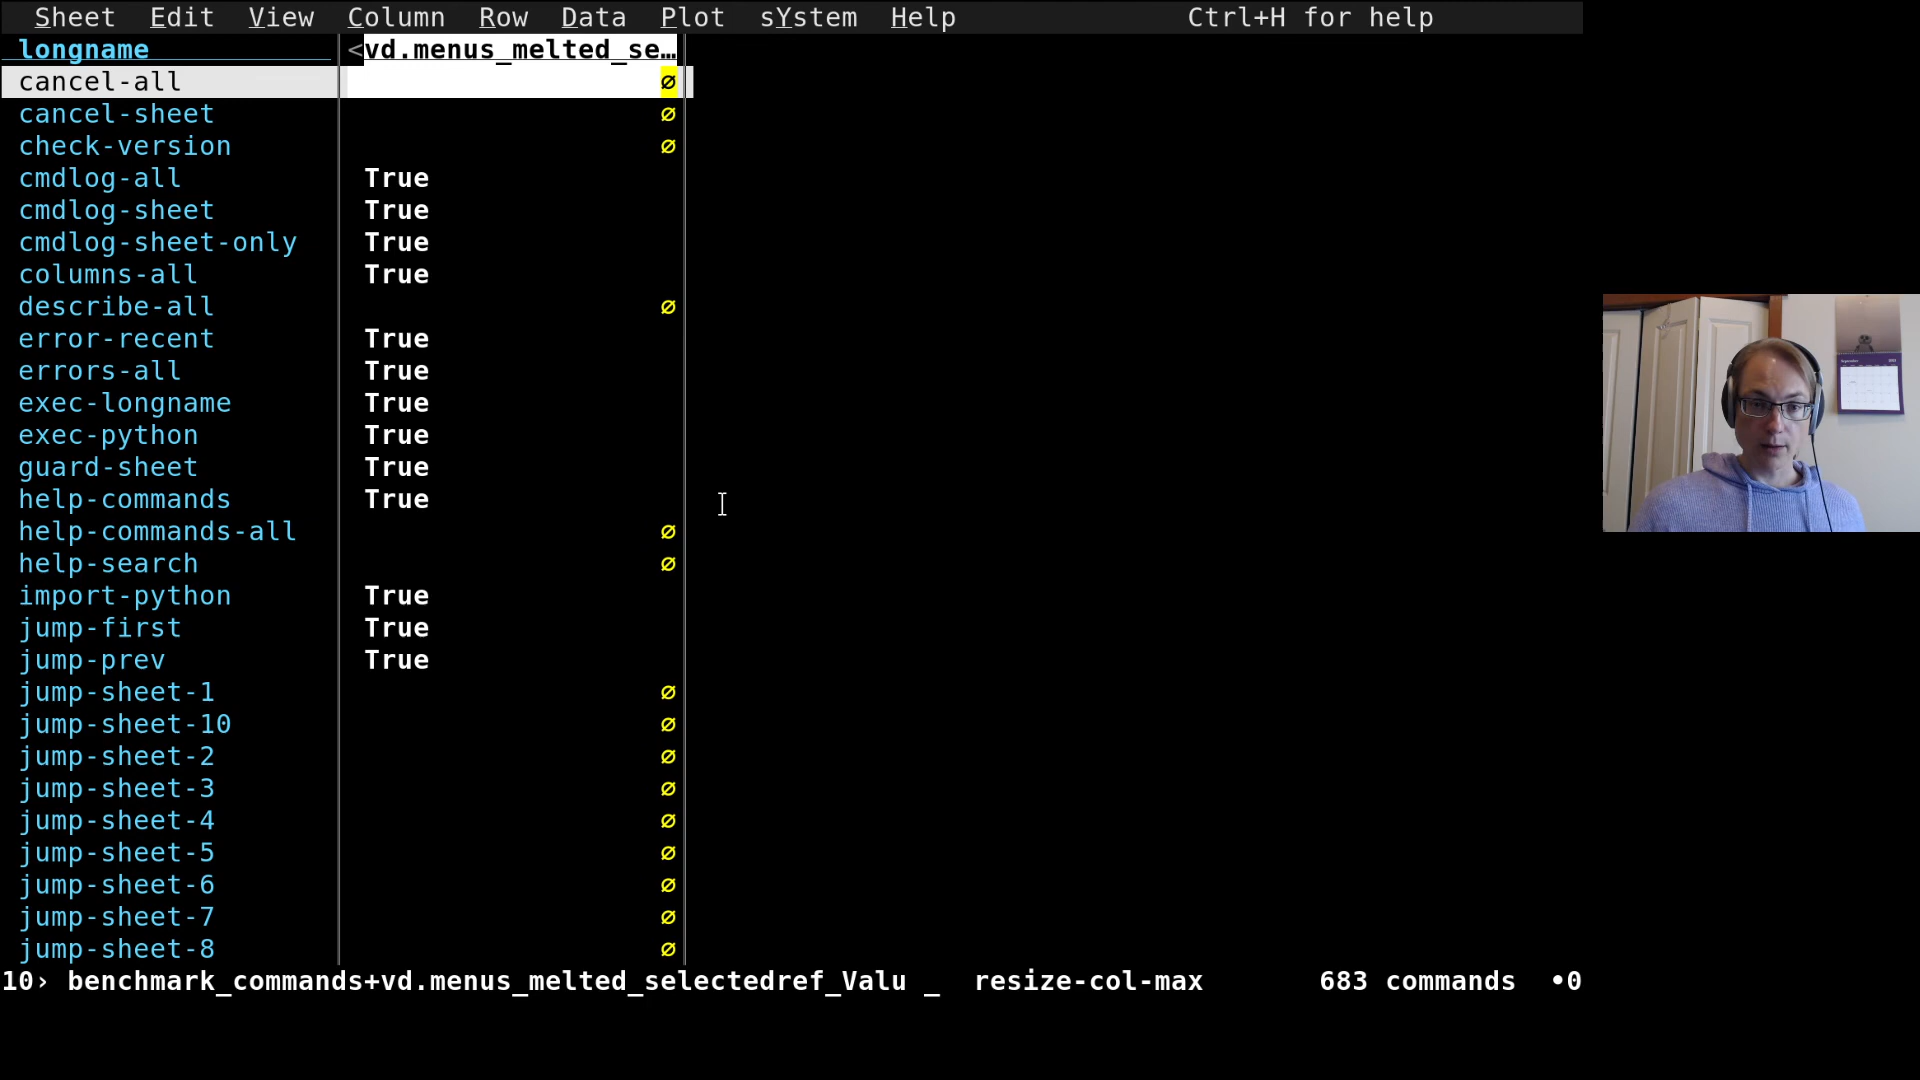 Sheet Edit View Column Row Data Plot sYstem Help Ctrl+H for help
longname <vd.menus_melted_se…
cancel-all ∅
cancel-sheet ∅
check-version ∅
cmdlog-all True
cmdlog-sheet True
cmdlog-sheet-only True
columns-all True
describe-all ∅
error-recent True
errors-all True
exec-longname True
exec-python True
guard-sheet True
help-commands True
help-commands-all ∅
help-search ∅
import-python True
jump-first True
jump-prev True
jump-sheet-1 ∅
jump-sheet-10 ∅
jump-sheet-2 ∅
jump-sheet-3 ∅
jump-sheet-4 ∅
jump-sheet-5 ∅
jump-sheet-6 ∅
jump-sheet-7 ∅
jump-sheet-8 ∅
10› benchmark_commands+vd.menus_melted_selectedref_Valu _ resize-col-max 683 commands •0